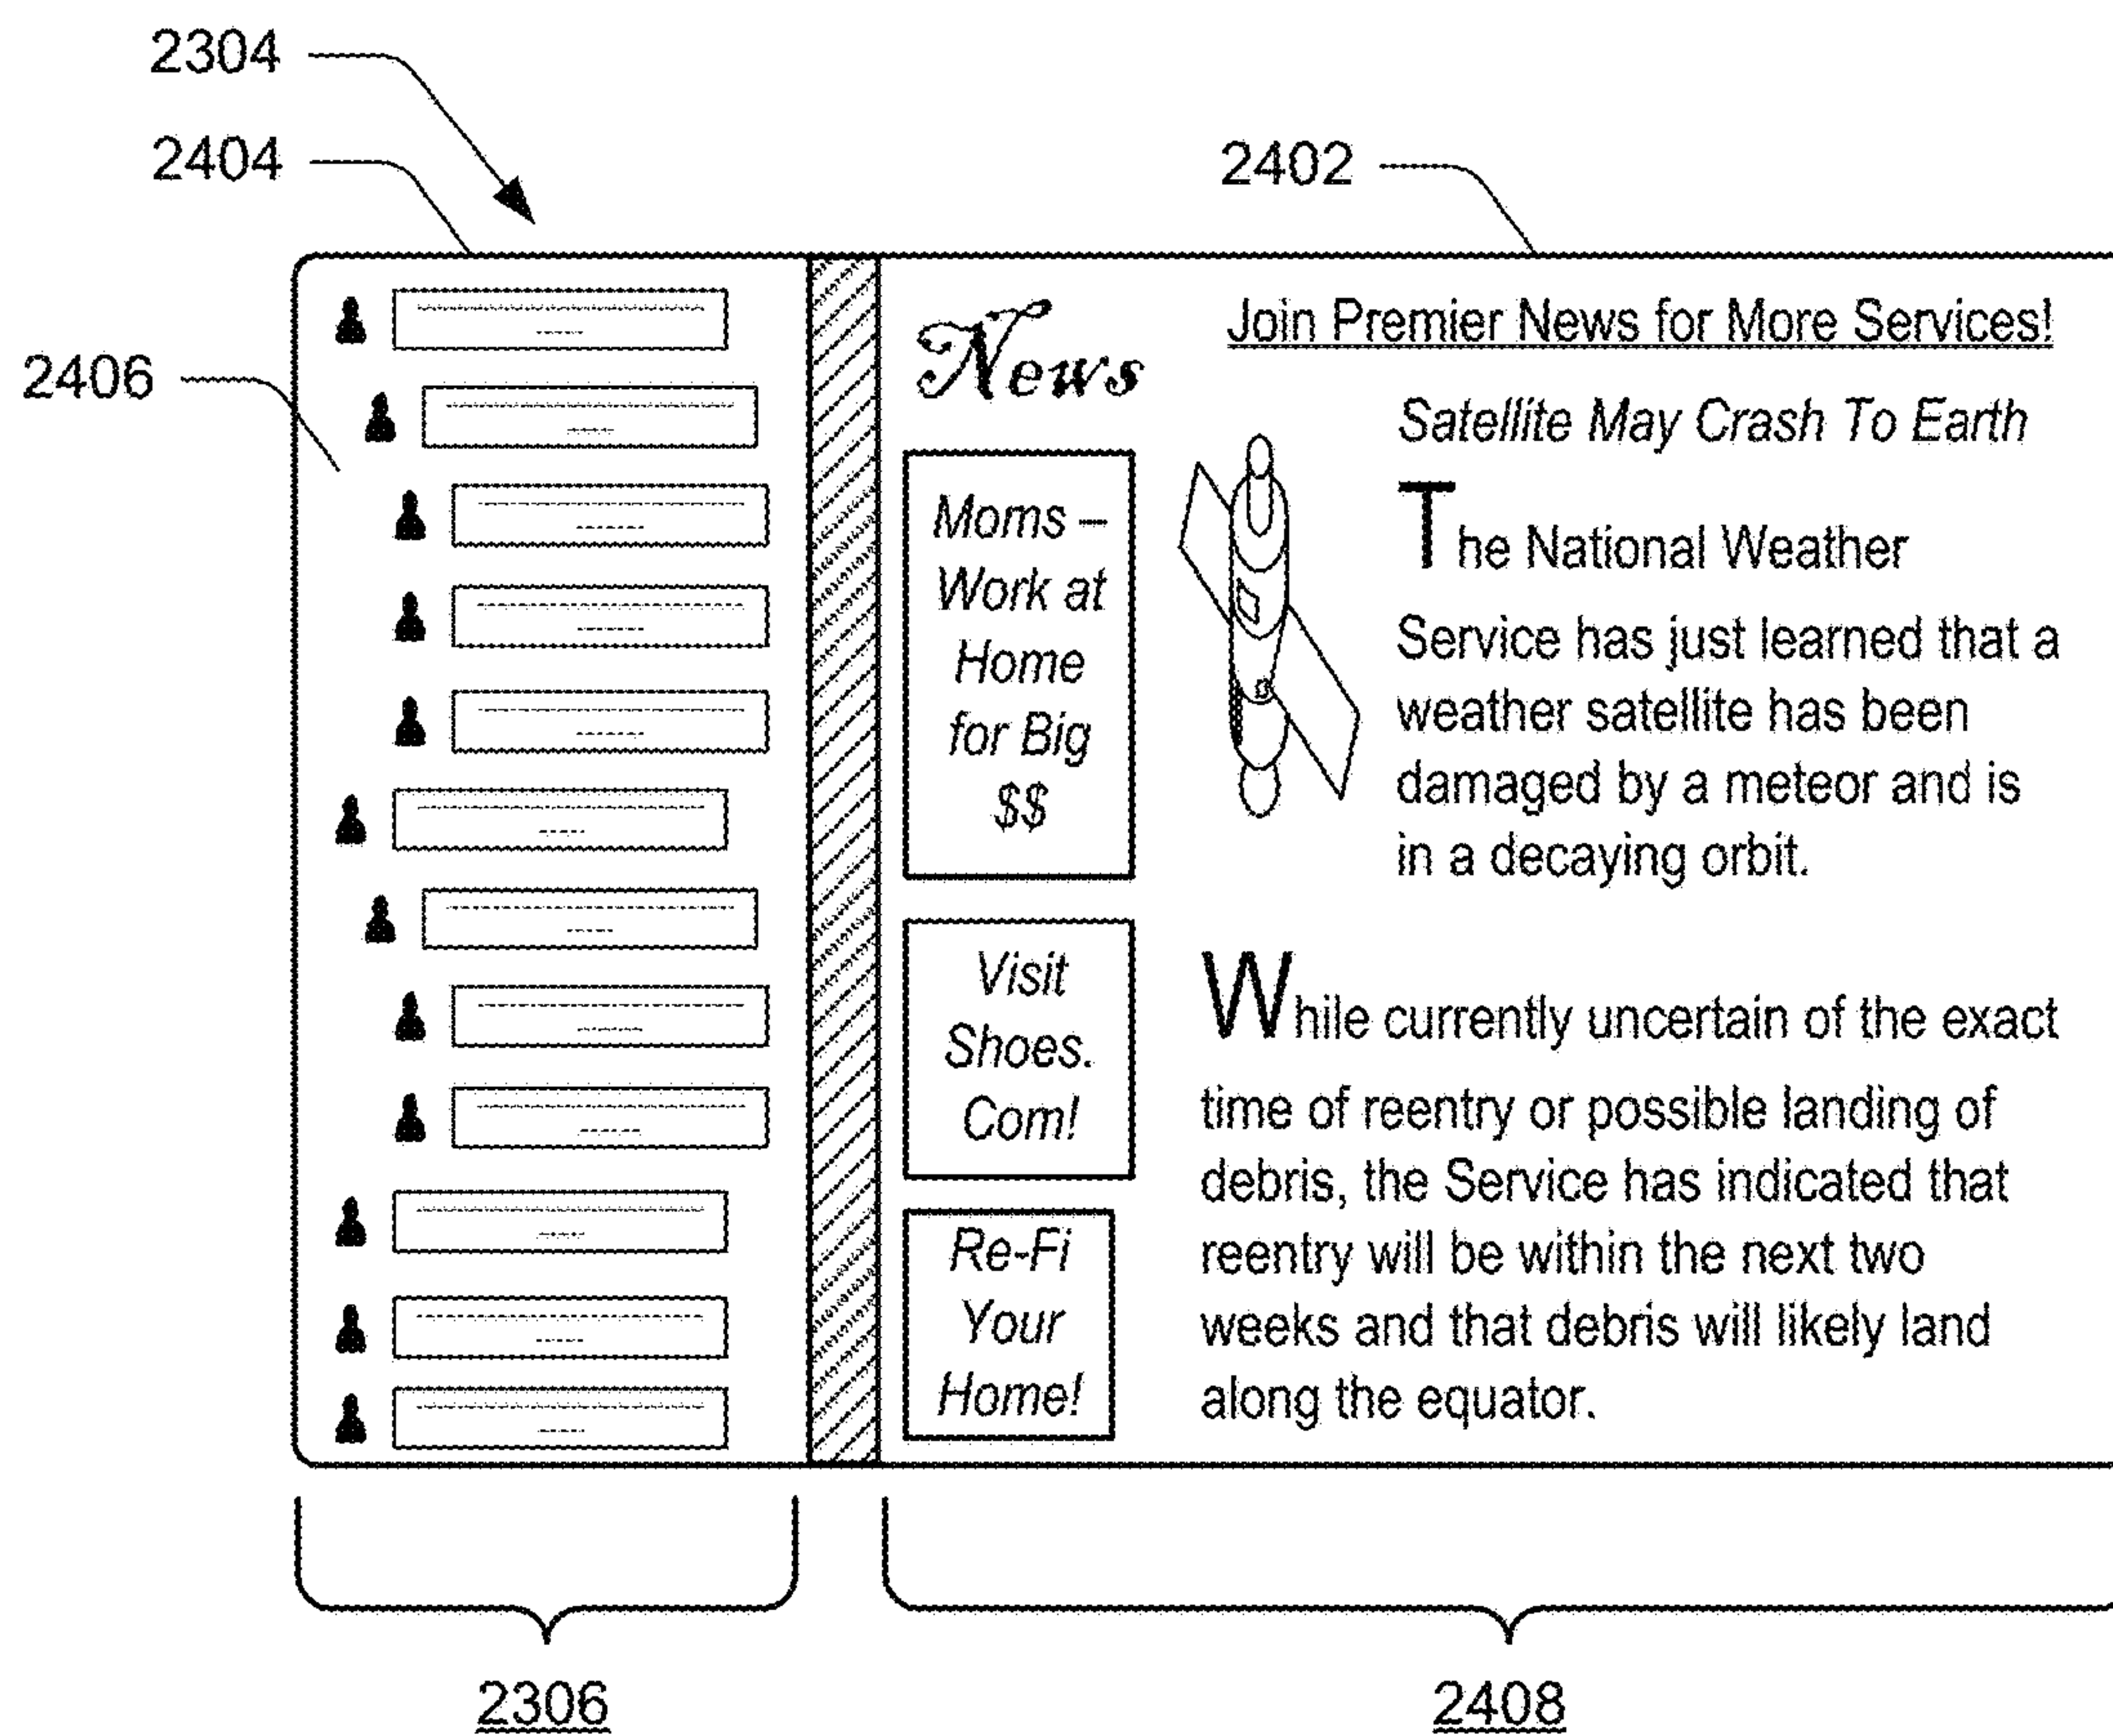 2304
2404
2402
2406
News
Join Premier News for More Services!
Satellite May Crash To Earth
Moms –
Work at
Home
for Big
$$
The National Weather
Service has just learned that a
weather satellite has been
damaged by a meteor and is
in a decaying orbit.
Visit
Shoes.
Com!
While currently uncertain of the exact
time of reentry or possible landing of
debris, the Service has indicated that
reentry will be within the next two
weeks and that debris will likely land
along the equator.
Re-Fi
Your
Home!
2306
2408